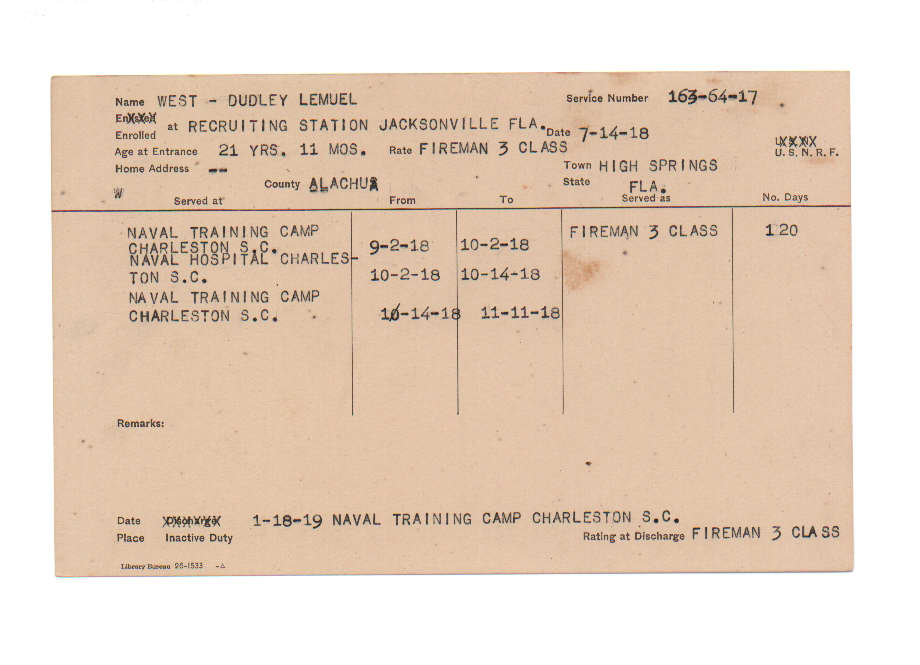 Name WEST - DUDLEY LEMUEL Service Number 163-64-17
Enlisted
Enrolled at RECRUITING STATION JACKSONVILLE FLA. Date 7-14-18
Age at Entrance 21 YRS. 11 MOS. Rate FIREMAN 3 CLASS U.S.N.R.F.
Home Address -- Town HIGH SPRINGS
W County ALACHUA State FLA.
Served at From To Served as No. Days
NAVAL TRAINING CAMP FIREMAN 3 CLASS 120
CHARLESTON S.C. 9-2-18 10-2-18
NAVAL HOSPITAL CHARLES-
TON S.C. 10-2-18 10-14-18
NAVAL TRAINING CAMP
CHARLESTON S.C. 10-14-18 11-11-18
Remarks:
Date Discharge 1-18-19 NAVAL TRAINING CAMP CHARLESTON S.C.
Place Inactive Duty Rating at Discharge FIREMAN 3 CLASS
Library Bureau 26-1533